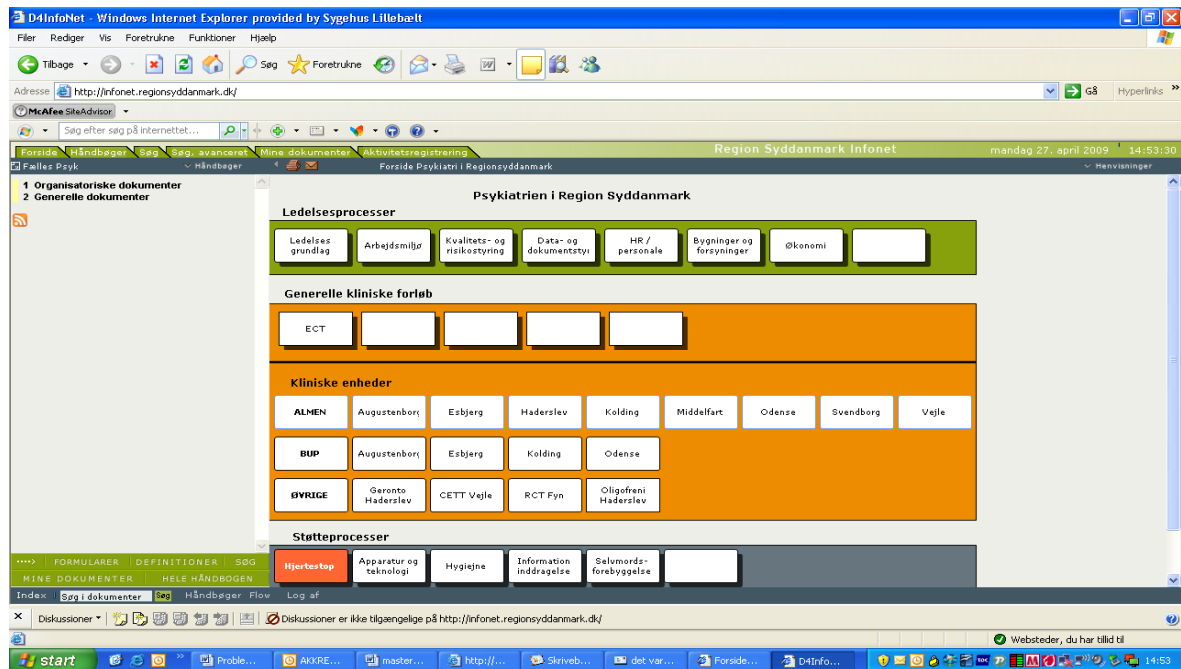 D4InfoNet - Windows Internet Explorer provided by Sygehus Lillebælt
Filer Rediger Vis Foretrukne Funktioner Hjælp
Tilbage Søg Foretrukne
Adresse http://infonet.regionsyddanmark.dk/ Gå Hyperlinks »
McAfee SiteAdvisor
Søg efter søg på internettet...
Forside Håndbøger Søg Søg, avanceret Mine dokumenter Aktivitetsregistrering Region Syddanmark Infonet mandag 27. april 2009 14:53:30
Fælles Psyk Håndbøger Forside Psykiatri i Regionsyddanmark Henvisninger
1 Organisatoriske dokumenter
2 Generelle dokumenter
Psykiatrien i Region Syddanmark
Ledelsesprocesser
Ledelses
grundlag
Arbejdsmiljø
Kvalitets- og
risikostyring
Data- og
dokumentstyr
HR /
personale
Bygninger og
forsyninger
Økonomi
Generelle kliniske forløb
ECT
Kliniske enheder
ALMEN Augustenborg Esbjerg Haderslev Kolding Middelfart Odense Svendborg Vejle
BUP Augustenborg Esbjerg Kolding Odense
ØVRIGE
Geronto
Haderslev
CETT Vejle
RCT Fyn
Oligofreni
Haderslev
Støtteprocesser
Hjertestop
Apparatur og
teknologi
Hygiejne
Information
inddragelse
Selvmords-
forebyggelse
····> FORMULARER DEFINITIONER SØG
MINE DOKUMENTER HELE HÅNDBOGEN
Index Søg i dokumenter Søg Håndbøger Flow Log af
Diskussioner Diskussioner er ikke tilgængelige på http://infonet.regionsyddanmark.dk/
Websteder, du har tillid til
start » Proble... AKKRE... master... http://... Skriveb... det var... Forside... D4Info... 14:53